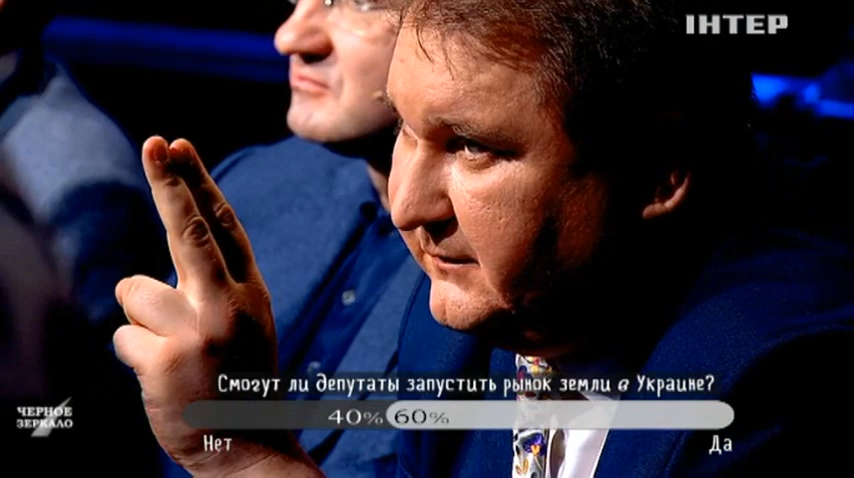 ІНТЕР
Смогут ли депутаты запустить рынок земли в Украине?
40% 60%
ЧЕРНОЕ
ЗЕРКАЛО
Нет Да